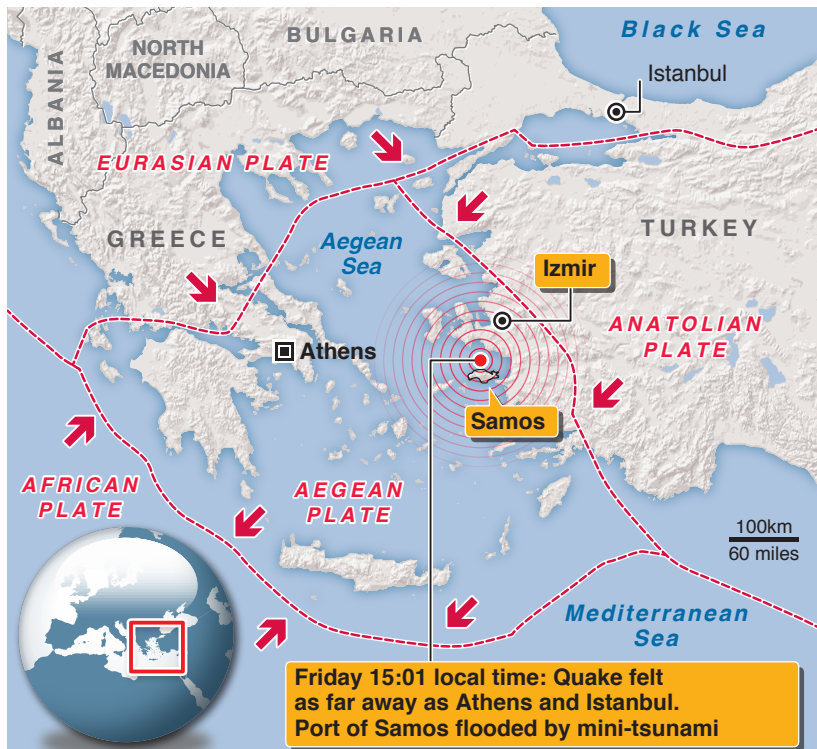 BULGARIA
Black Sea
NORTH
MACEDONIA
Istanbul
ALBANIA
EURASIAN PLATE
GREECE
Aegean
Sea
TURKEY
Izmir
ANATOLIAN
PLATE
Athens
Samos
AFRICAN
PLATE
AEGEAN
PLATE
100km
60 miles
Mediterranean
Sea
Friday 15:01 local time: Quake felt
as far away as Athens and Istanbul.
Port of Samos flooded by mini-tsunami